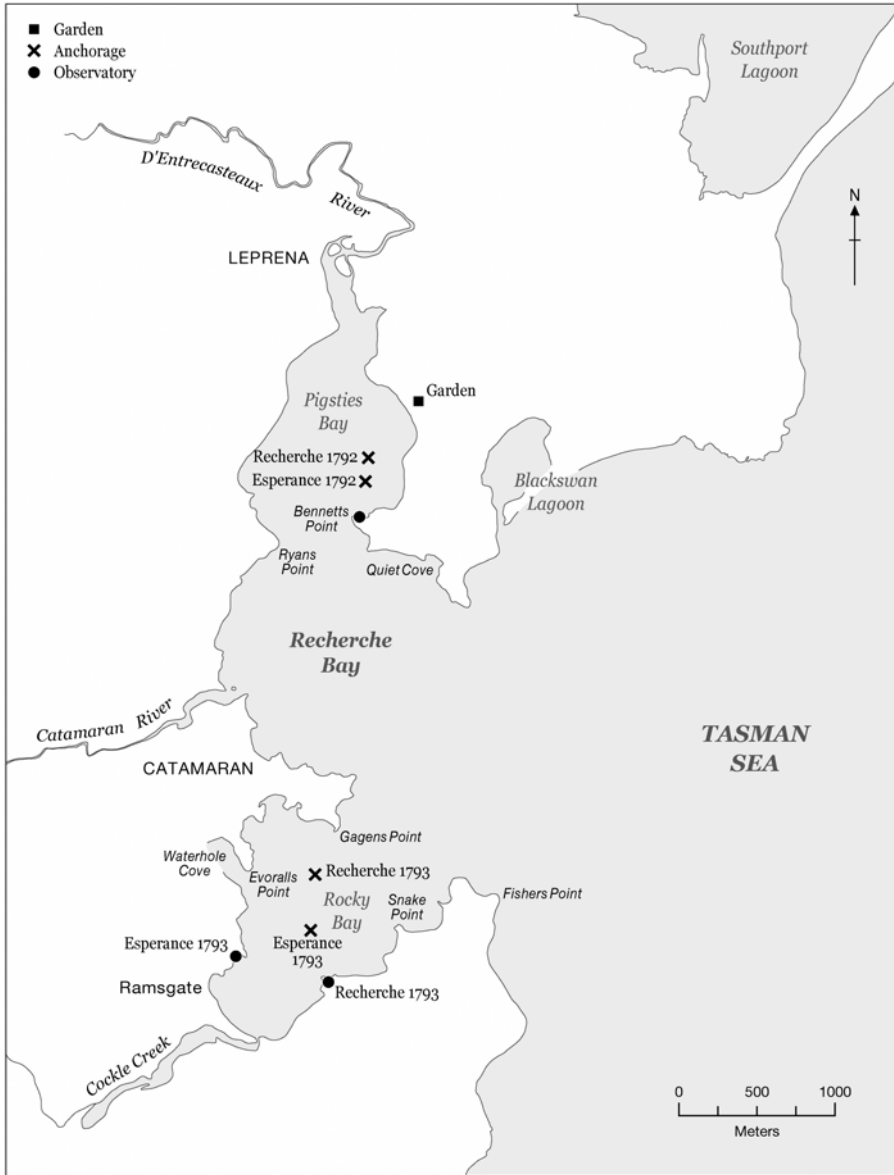 Garden
Anchorage
Observatory
Southport
Lagoon
N
D'Entrecasteaux
River
LEPRENA
Garden
Pigsties
Bay
Recherche 1792
Esperance 1792
Blackswan
Lagoon
Bennetts
Point
Ryans
Point
Quiet Cove
Recherche
Bay
Catamaran River
TASMAN
SEA
CATAMARAN
Gagens Point
Waterhole
Cove
Evoralls
Point
Recherche 1793
Rocky
Bay
Snake
Point
Fishers Point
Esperance 1793
Esperance
1793
Ramsgate
Recherche 1793
Cockle Creek
0 500 1000
Meters